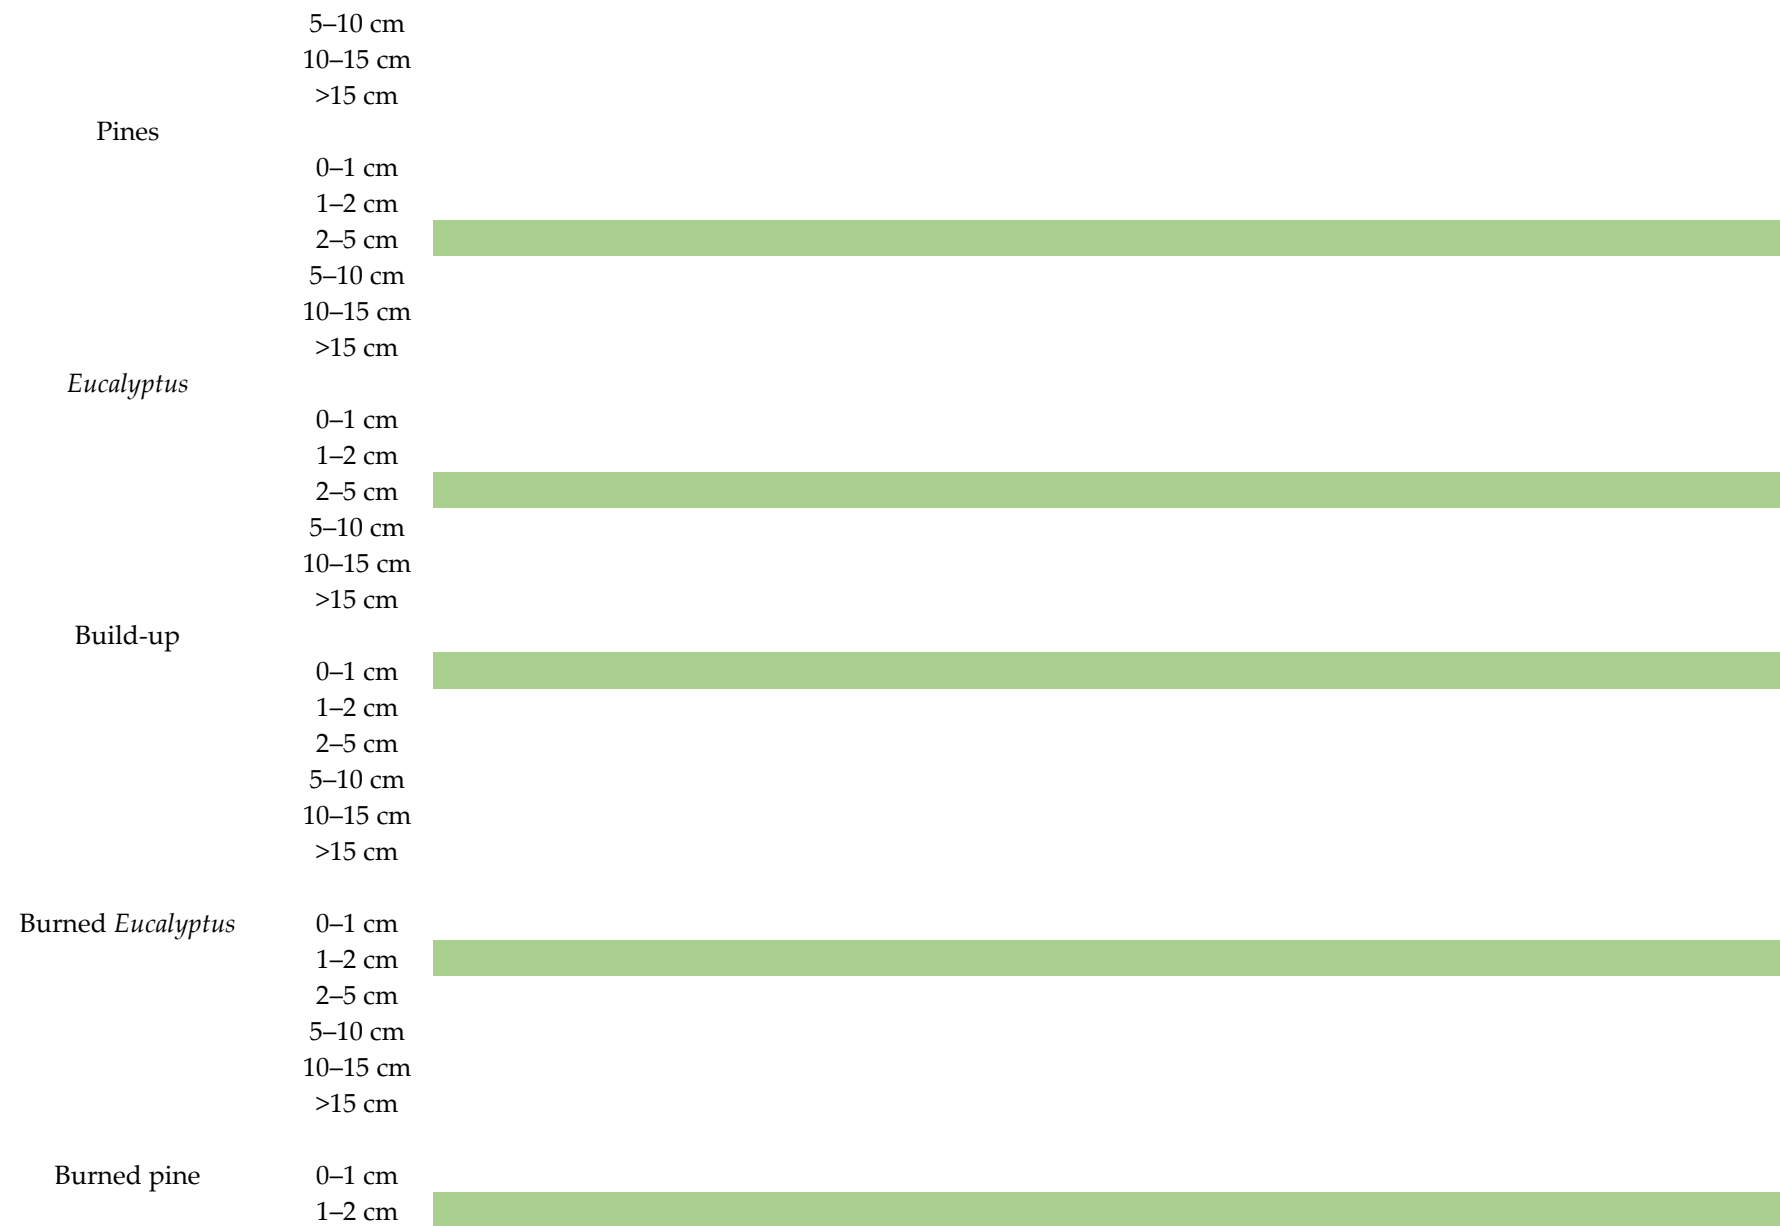 5–10 cm
10–15 cm
>15 cm
Pines
0–1 cm
1–2 cm
2–5 cm
5–10 cm
10–15 cm
>15 cm
Eucalyptus
0–1 cm
1–2 cm
2–5 cm
5–10 cm
10–15 cm
>15 cm
Build-up
0–1 cm
1–2 cm
2–5 cm
5–10 cm
10–15 cm
>15 cm
Burned Eucalyptus 0–1 cm
1–2 cm
2–5 cm
5–10 cm
10–15 cm
>15 cm
Burned pine 0–1 cm
1–2 cm